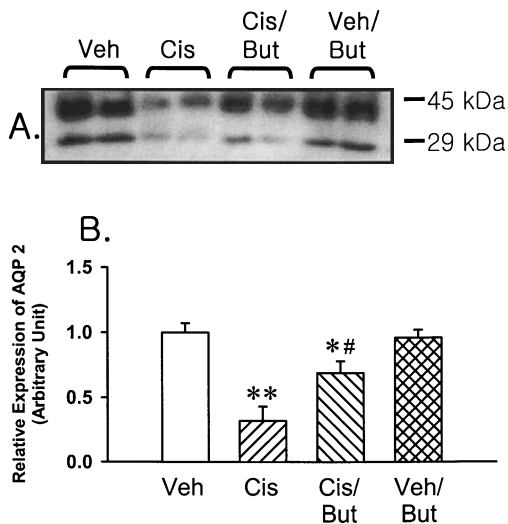 Cis/ Veh/
Veh Cis But But
45 kDa
A.
29 kDa
B.
Relative Expression of AQP 2
(Arbitrary Unit)
1.5
1.0
0.5
0.0
**
*#
Veh Cis Cis/ Veh/
But But